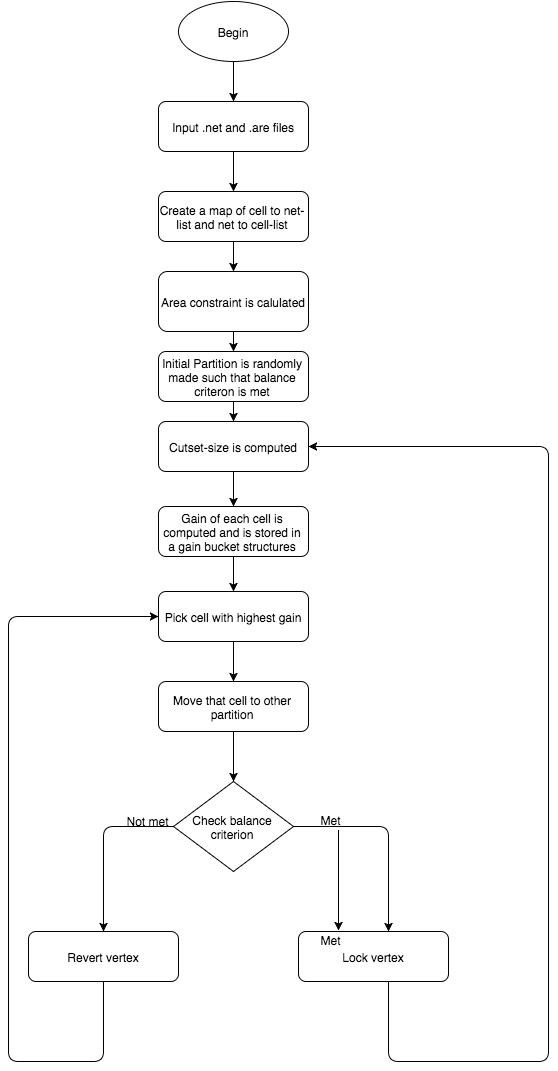 Begin
Input .net and .are files
Create a map of cell to net-
list and net to cell-list
Area constraint is calulated
Initial Partition is randomly
made such that balance
criteron is met
Cutset-size is computed
Gain of each cell is
computed and is stored in
a gain bucket structures
Pick cell with highest gain
Move that cell to other
partition
Check balance
criterion
Not met
Met
Met
Revert vertex
Lock vertex